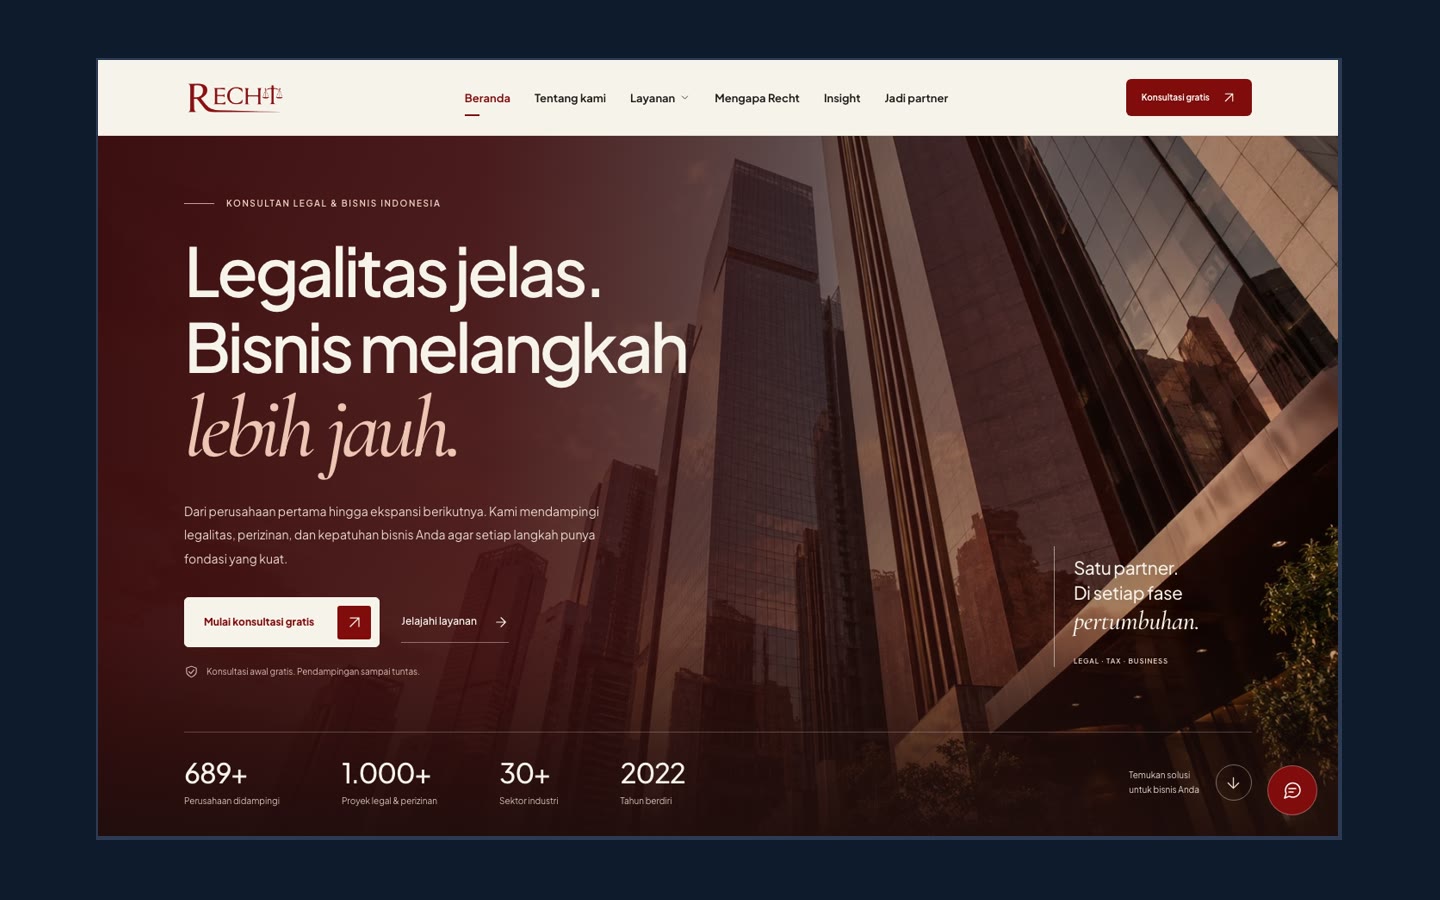 RECHT
Beranda
Tentang kami
Layanan
Mengapa Recht
Insight
Jadi partner
Konsultasi gratis
KONSULTAN LEGAL & BISNIS INDONESIA
Legalitas jelas.
Bisnis melangkah
lebih jauh.
Dari perusahaan pertama hingga ekspansi berikutnya. Kami mendampingi
legalitas, perizinan, dan kepatuhan bisnis Anda agar setiap langkah punya
fondasi yang kuat.
Mulai konsultasi gratis
Jelajahi layanan
Konsultasi awal gratis. Pendampingan sampai tuntas.
Satu partner.
Di setiap fase
pertumbuhan.
LEGAL · TAX · BUSINESS
689+
Perusahaan didampingi
1.000+
Proyek legal & perizinan
30+
Sektor industri
2022
Tahun berdiri
Temukan solusi
untuk bisnis Anda